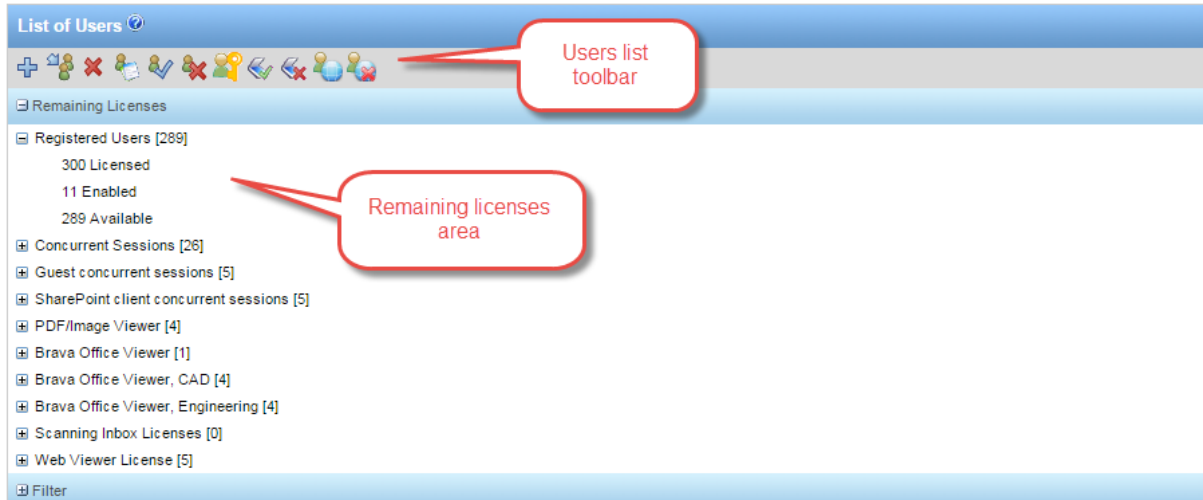 List of Users
Users list
toolbar
Remaining Licenses
Registered Users [289]
300 Licensed
11 Enabled
289 Available
Remaining licenses
area
Concurrent Sessions [26]
Guest concurrent sessions [5]
SharePoint client concurrent sessions [5]
PDF/Image Viewer [4]
Brava Office Viewer [1]
Brava Office Viewer, CAD [4]
Brava Office Viewer, Engineering [4]
Scanning Inbox Licenses [0]
Web Viewer License [5]
Filter